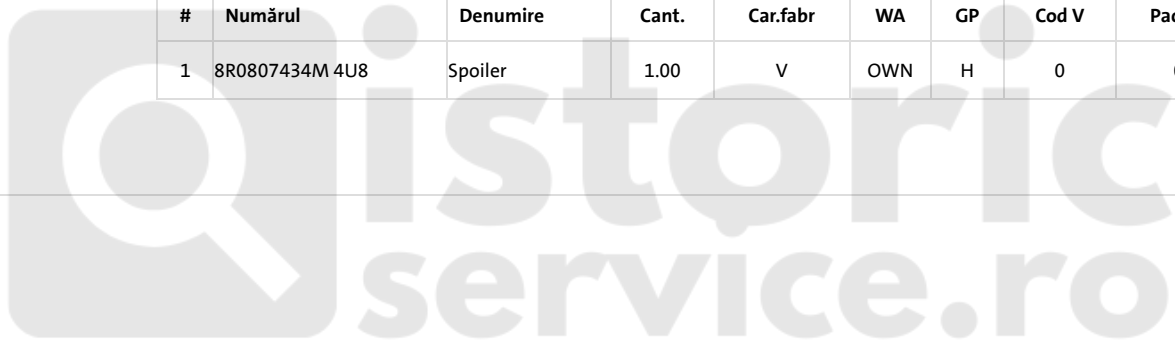 # Numărul Denumire Cant. Car.fabr WA GP Cod V
1 8R0807434M 4U8 Spoiler 1.00 V OWN H 0
istoric
service.ro